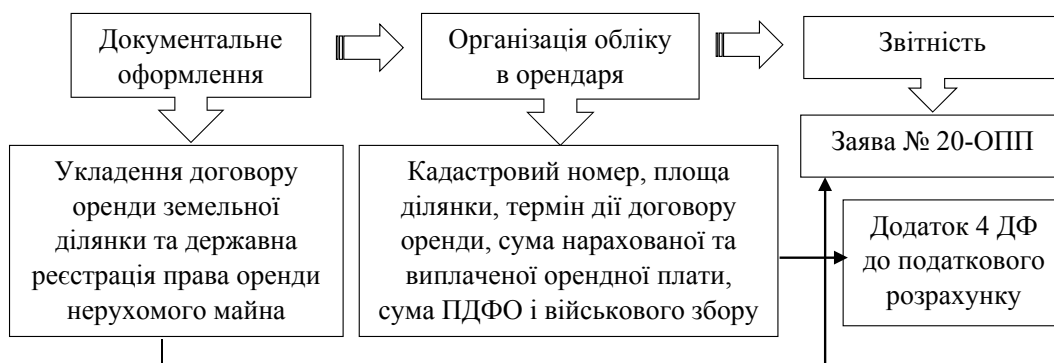 Документальне
оформлення
Організація обліку
в орендаря
Звітність
Укладення договору
оренди земельної
ділянки та державна
реєстрація права оренди
нерухомого майна
Кадастровий номер, площа
ділянки, термін дії договору
оренди, сума нарахованої та
виплаченої орендної плати,
сума ПДФО і військового збору
Заява № 20-ОПП
Додаток 4 ДФ
до податкового
розрахунку